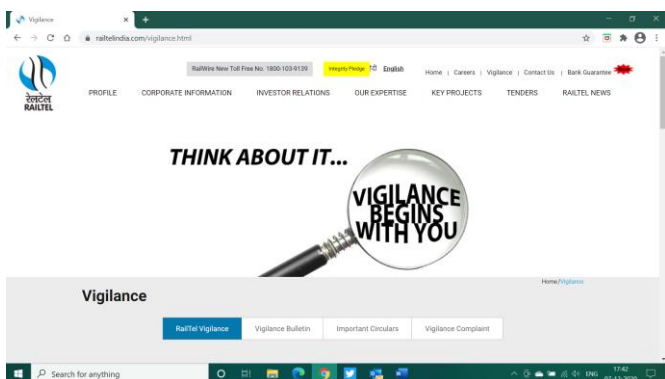 Vigilance
railtelindia.com/vigilance.html
RailWire New Toll Free No. 1800-103-9139
Integrity Pledge
हिंदी
English
Home | Careers | Vigilance | Contact Us | Bank Guarantee
रेलटेल
RAILTEL
PROFILE CORPORATE INFORMATION INVESTOR RELATIONS OUR EXPERTISE KEY PROJECTS TENDERS RAILTEL NEWS
THINK ABOUT IT...
VIGILANCE
BEGINS
WITH YOU
Home/Vigilance
Vigilance
RailTel Vigilance Vigilance Bulletin Important Circulars Vigilance Complaint
Search for anything
ENG
17:42
07-11-2020